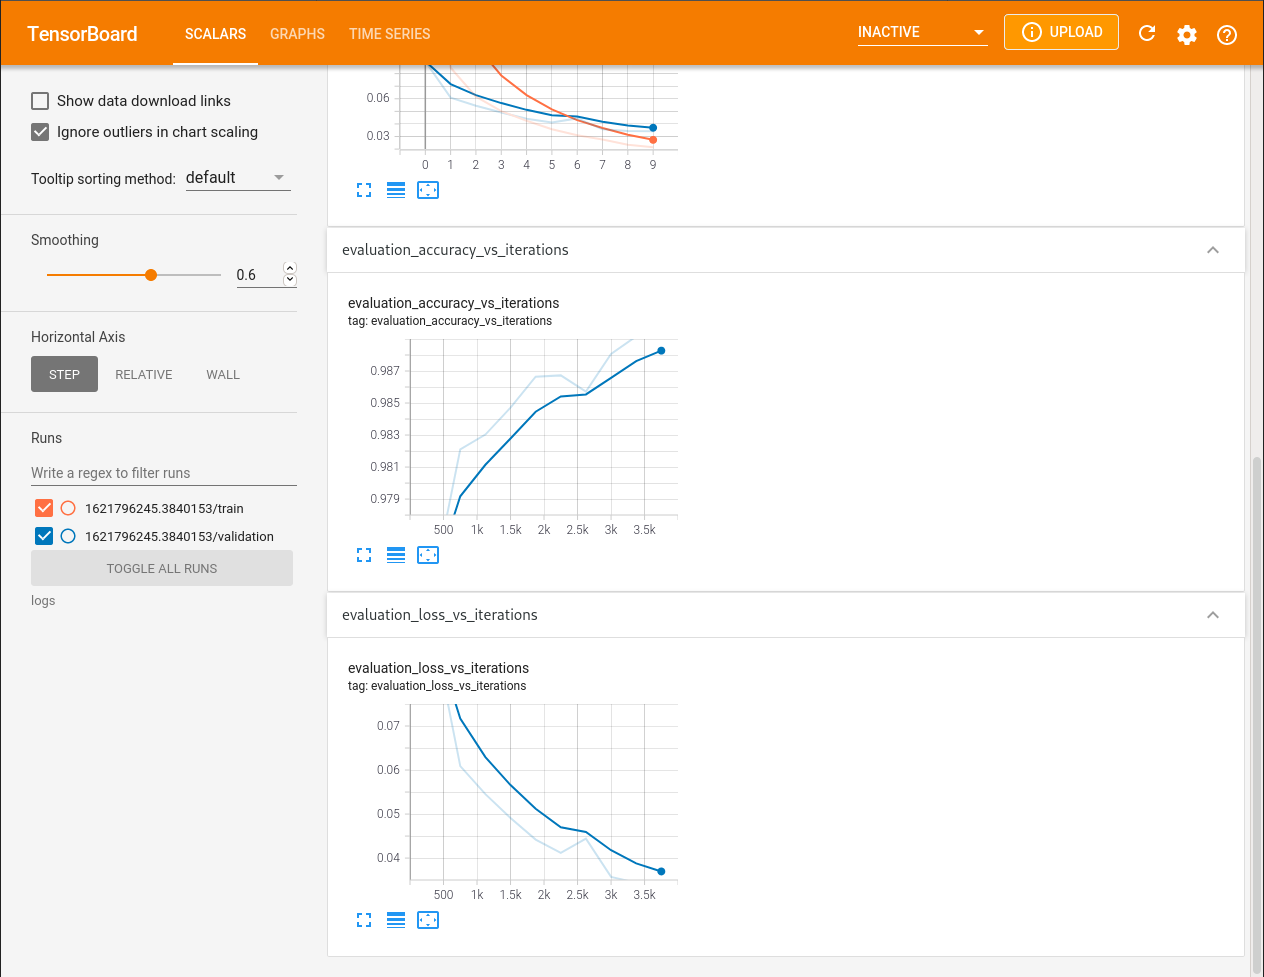 TensorBoard
SCALARS
GRAPHS
TIME SERIES
INACTIVE
UPLOAD
Show data download links
Ignore outliers in chart scaling
Tooltip sorting method: default
Smoothing
0.6
Horizontal Axis
STEP
RELATIVE
WALL
Runs
Write a regex to filter runs
1621796245.3840153/train
1621796245.3840153/validation
TOGGLE ALL RUNS
logs
0.06
0.03
0 1 2 3 4 5 6 7 8 9
evaluation_accuracy_vs_iterations
evaluation_accuracy_vs_iterations
tag: evaluation_accuracy_vs_iterations
0.987
0.985
0.983
0.981
0.979
500 1k 1.5k 2k 2.5k 3k 3.5k
evaluation_loss_vs_iterations
evaluation_loss_vs_iterations
tag: evaluation_loss_vs_iterations
0.07
0.06
0.05
0.04
500 1k 1.5k 2k 2.5k 3k 3.5k